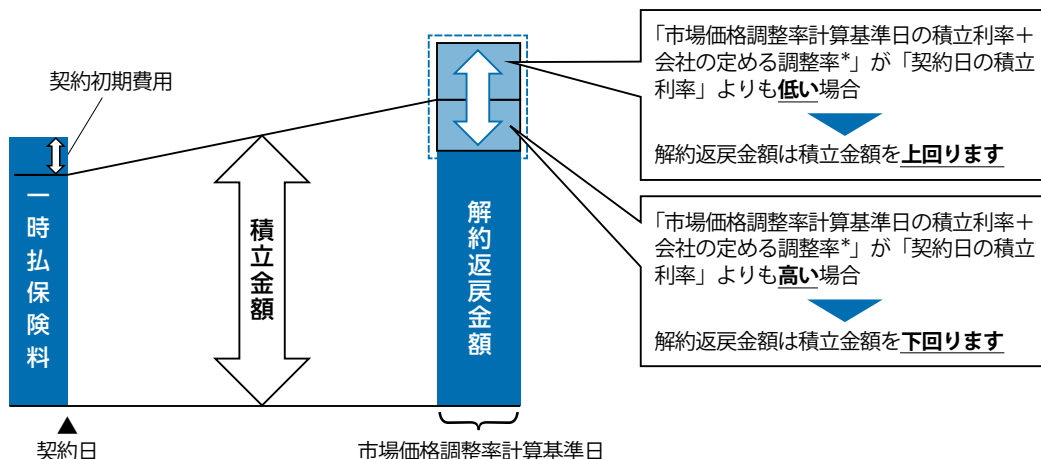 契約初期費用
一時払保険料
積立金額
解約返戻金額
「市場価格調整率計算基準日の積立利率＋
会社の定める調整率*」が「契約日の積立
利率」よりも低い場合
解約返戻金額は積立金額を上回ります
「市場価格調整率計算基準日の積立利率＋
会社の定める調整率*」が「契約日の積立
利率」よりも高い場合
解約返戻金額は積立金額を下回ります
契約日
市場価格調整率計算基準日